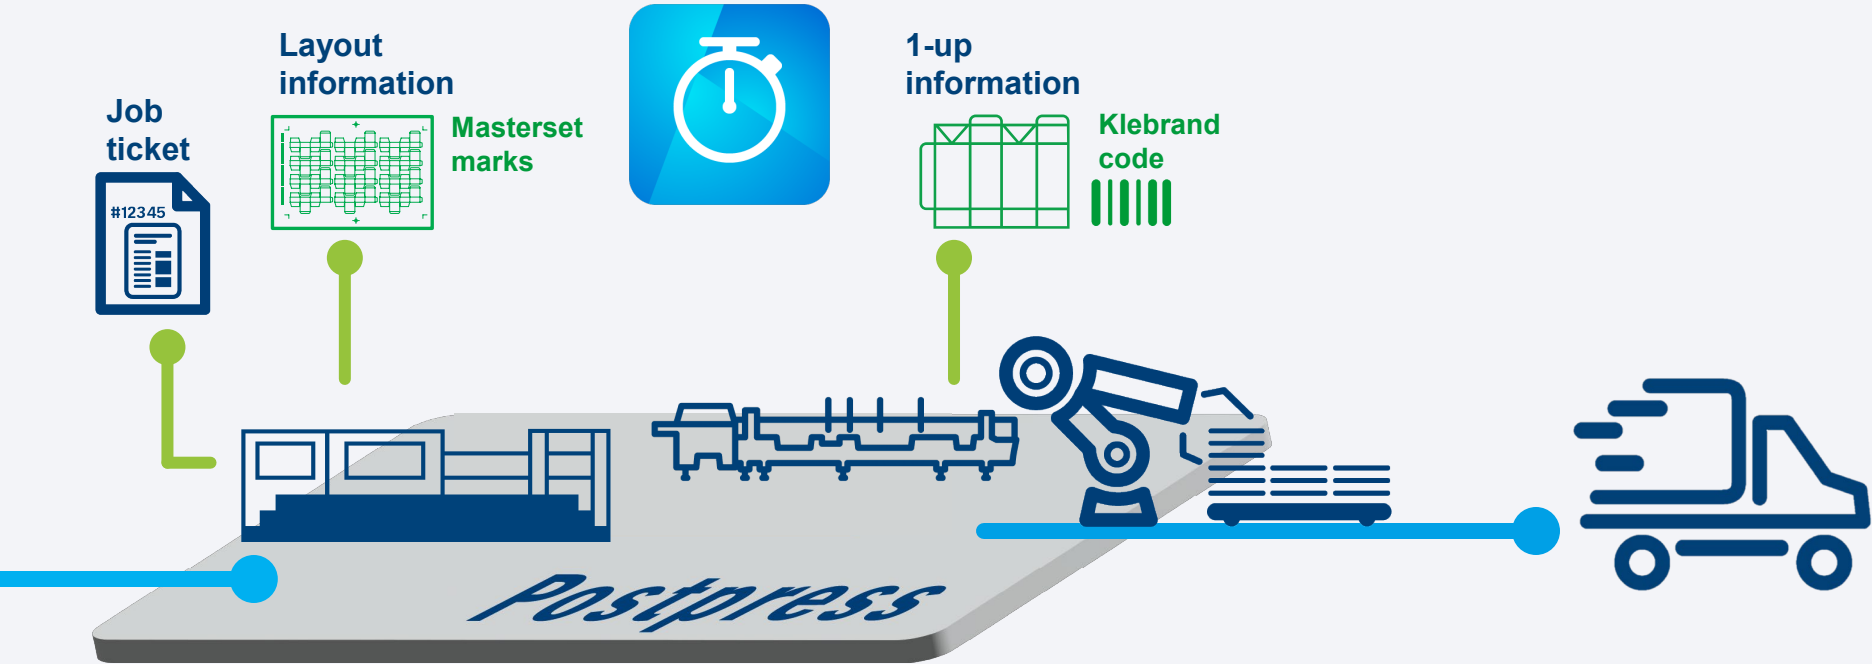 Layout
information
1-up
information
Job
ticket
Masterset
marks
Klebrand
code
#12345
Postpress